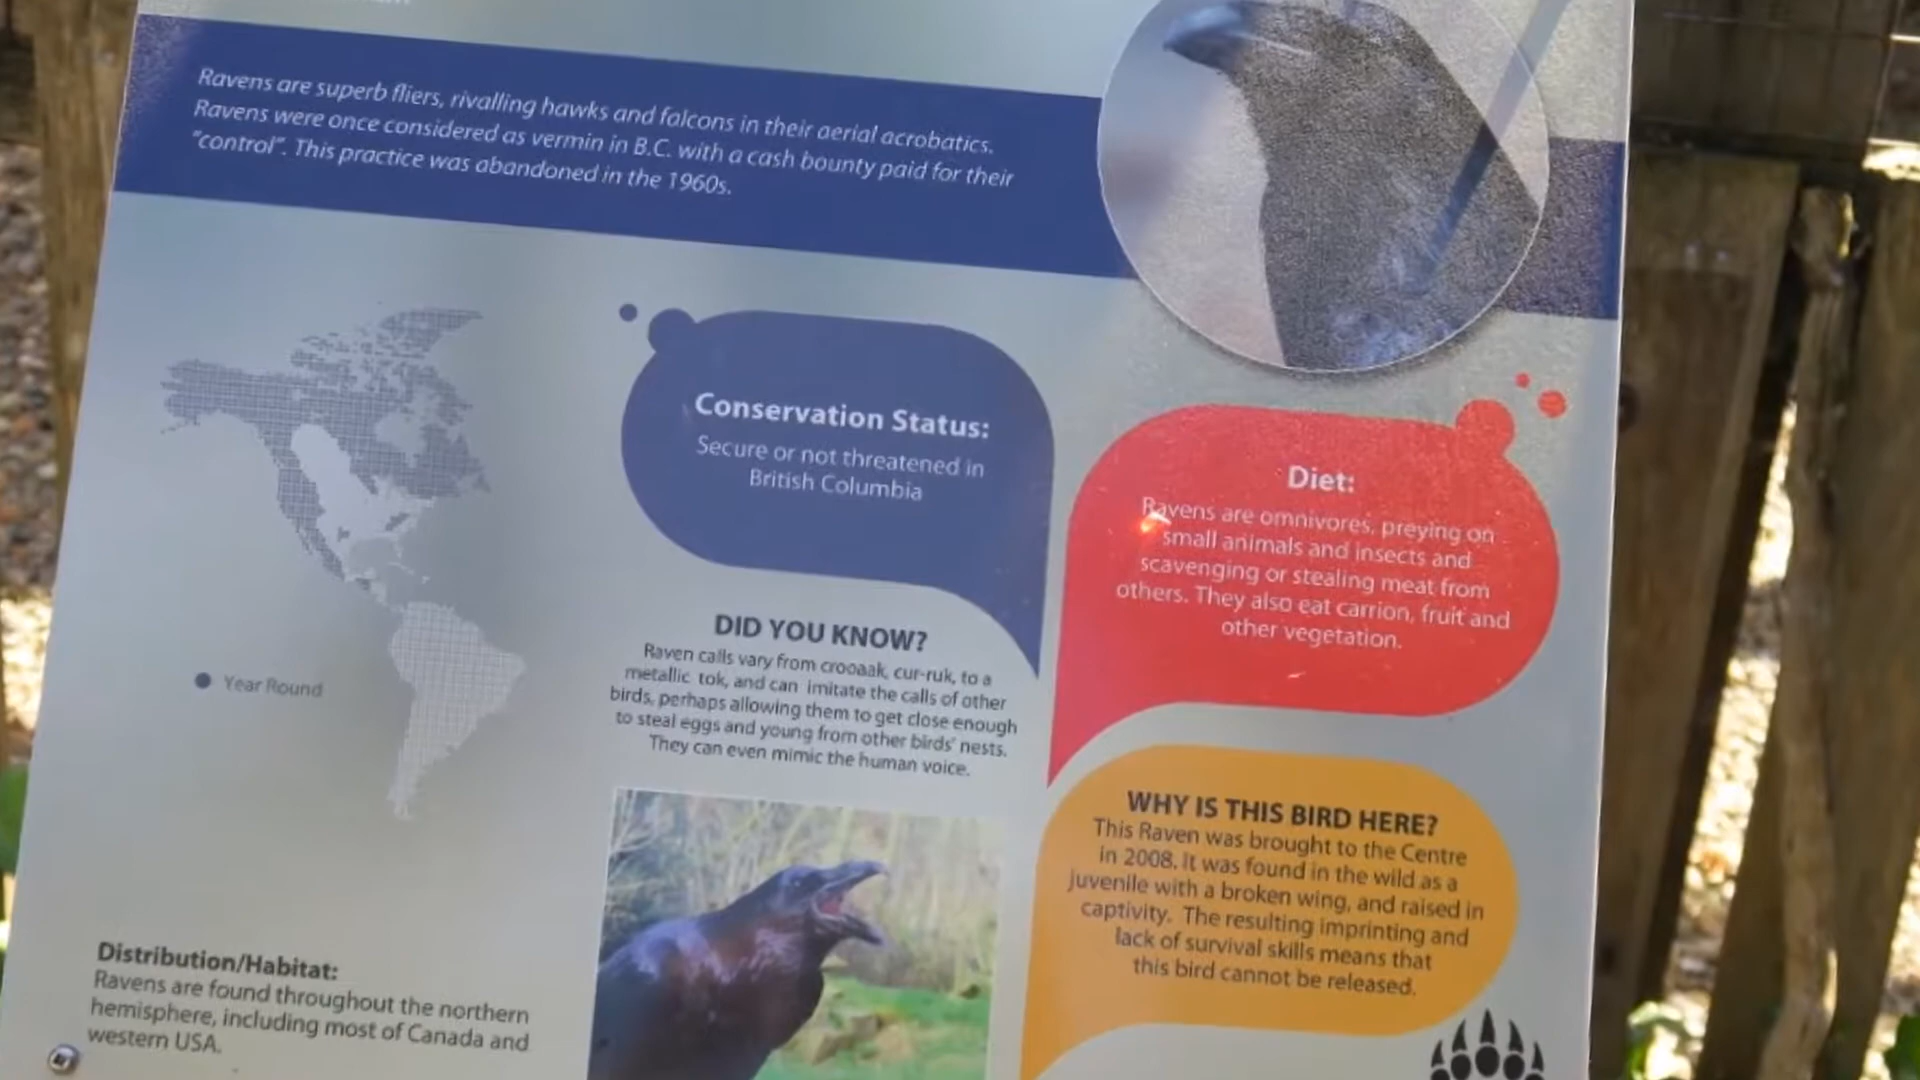 Ravens are superb fliers, rivalling hawks and falcons in their aerial acrobatics.
Ravens were once considered as vermin in B.C. with a cash bounty paid for their
"control". This practice was abandoned in the 1960s.
Conservation Status:
Secure or not threatened in
British Columbia
Diet:
Ravens are omnivores, preying on
small animals and insects and
scavenging or stealing meat from
others. They also eat carrion, fruit and
other vegetation.
DID YOU KNOW?
Raven calls vary from crooaak, cur-ruk, to a
metallic tok, and can imitate the calls of other
birds, perhaps allowing them to get close enough
to steal eggs and young from other birds' nests.
They can even mimic the human voice.
Year Round
WHY IS THIS BIRD HERE?
This Raven was brought to the Centre
in 2008. It was found in the wild as a
juvenile with a broken wing, and raised in
captivity. The resulting imprinting and
lack of survival skills means that
this bird cannot be released.
Distribution/Habitat:
Ravens are found throughout the northern
hemisphere, including most of Canada and
western USA.